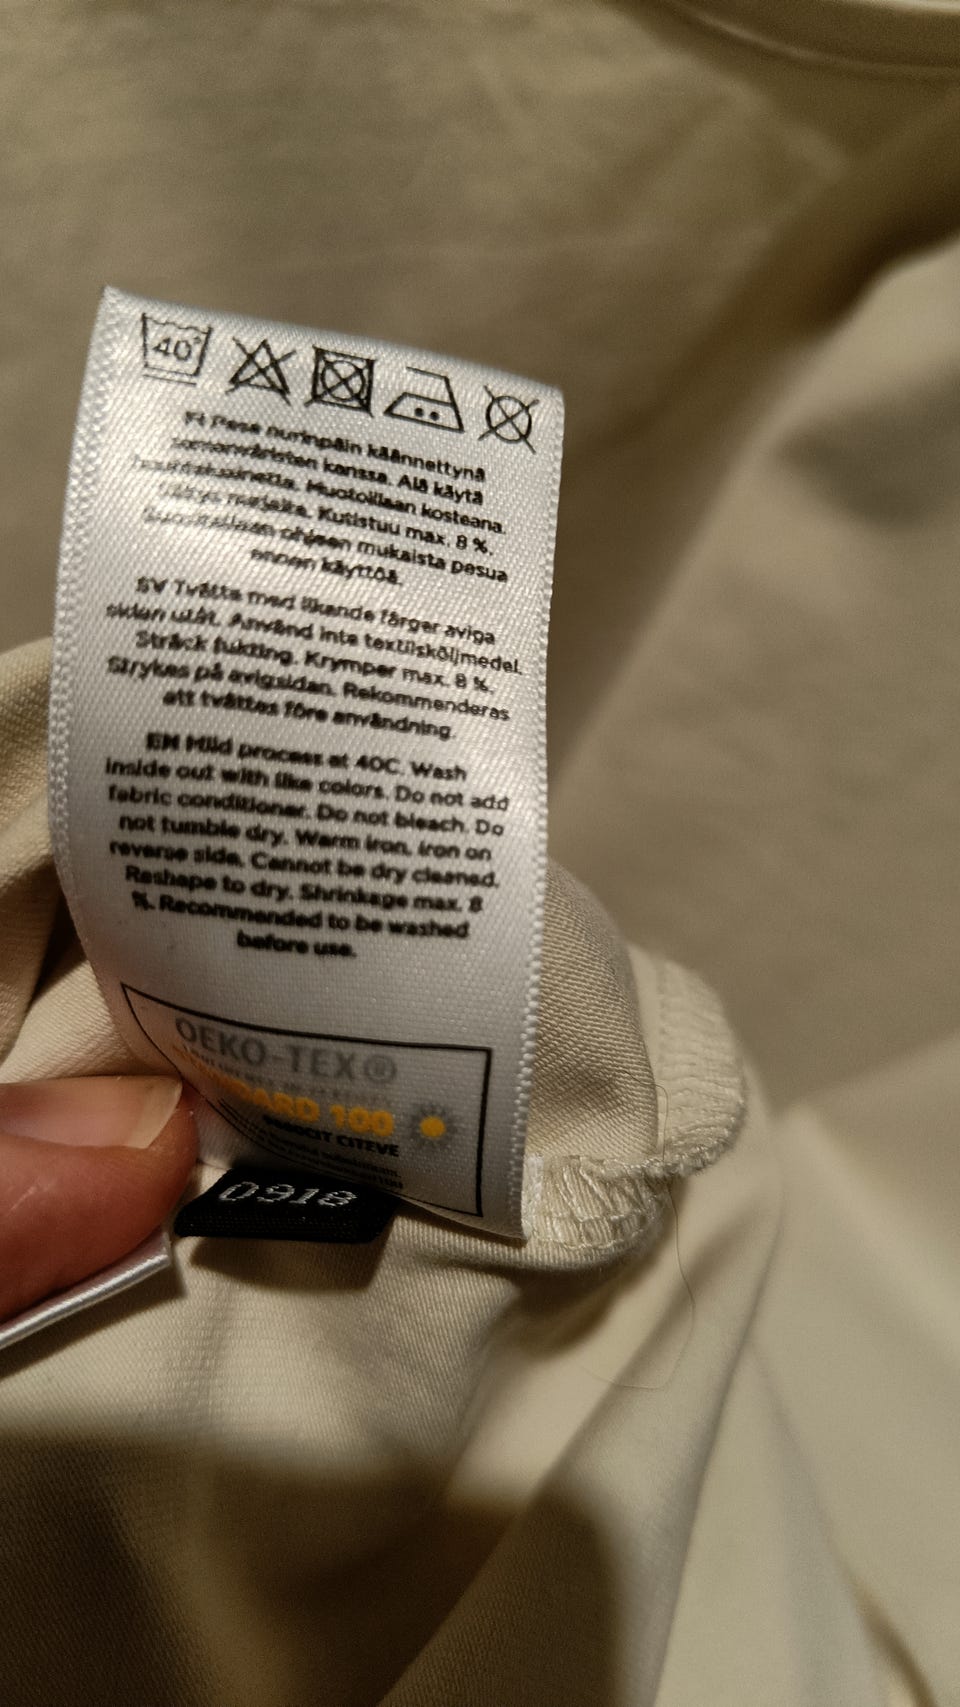 40°
FI Pese nurinpäin käännettynä
samanväristen kanssa. Älä käytä
huuhteluainetta. Muotoillaan kosteana.
Silitys nurjalta. Kutistuu max. 8 %.
Suositellaan ohjeen mukaista pesua
ennen käyttöä.
SV Tvätta med likande färger aviga
sidan utåt. Använd inte textilsköljmedel.
Sträck fukting. Krymper max. 8 %.
Strykes på avigsidan. Rekommenderas
att tvättas före användning.
EN Mild process at 40C. Wash
inside out with like colors. Do not add
fabric conditioner. Do not bleach. Do
not tumble dry. Warm iron, iron on
reverse side. Cannot be dry cleaned.
Reshape to dry. Shrinkage max. 8
%. Recommended to be washed
before use.
OEKO-TEX®
100
CITEVE
0918